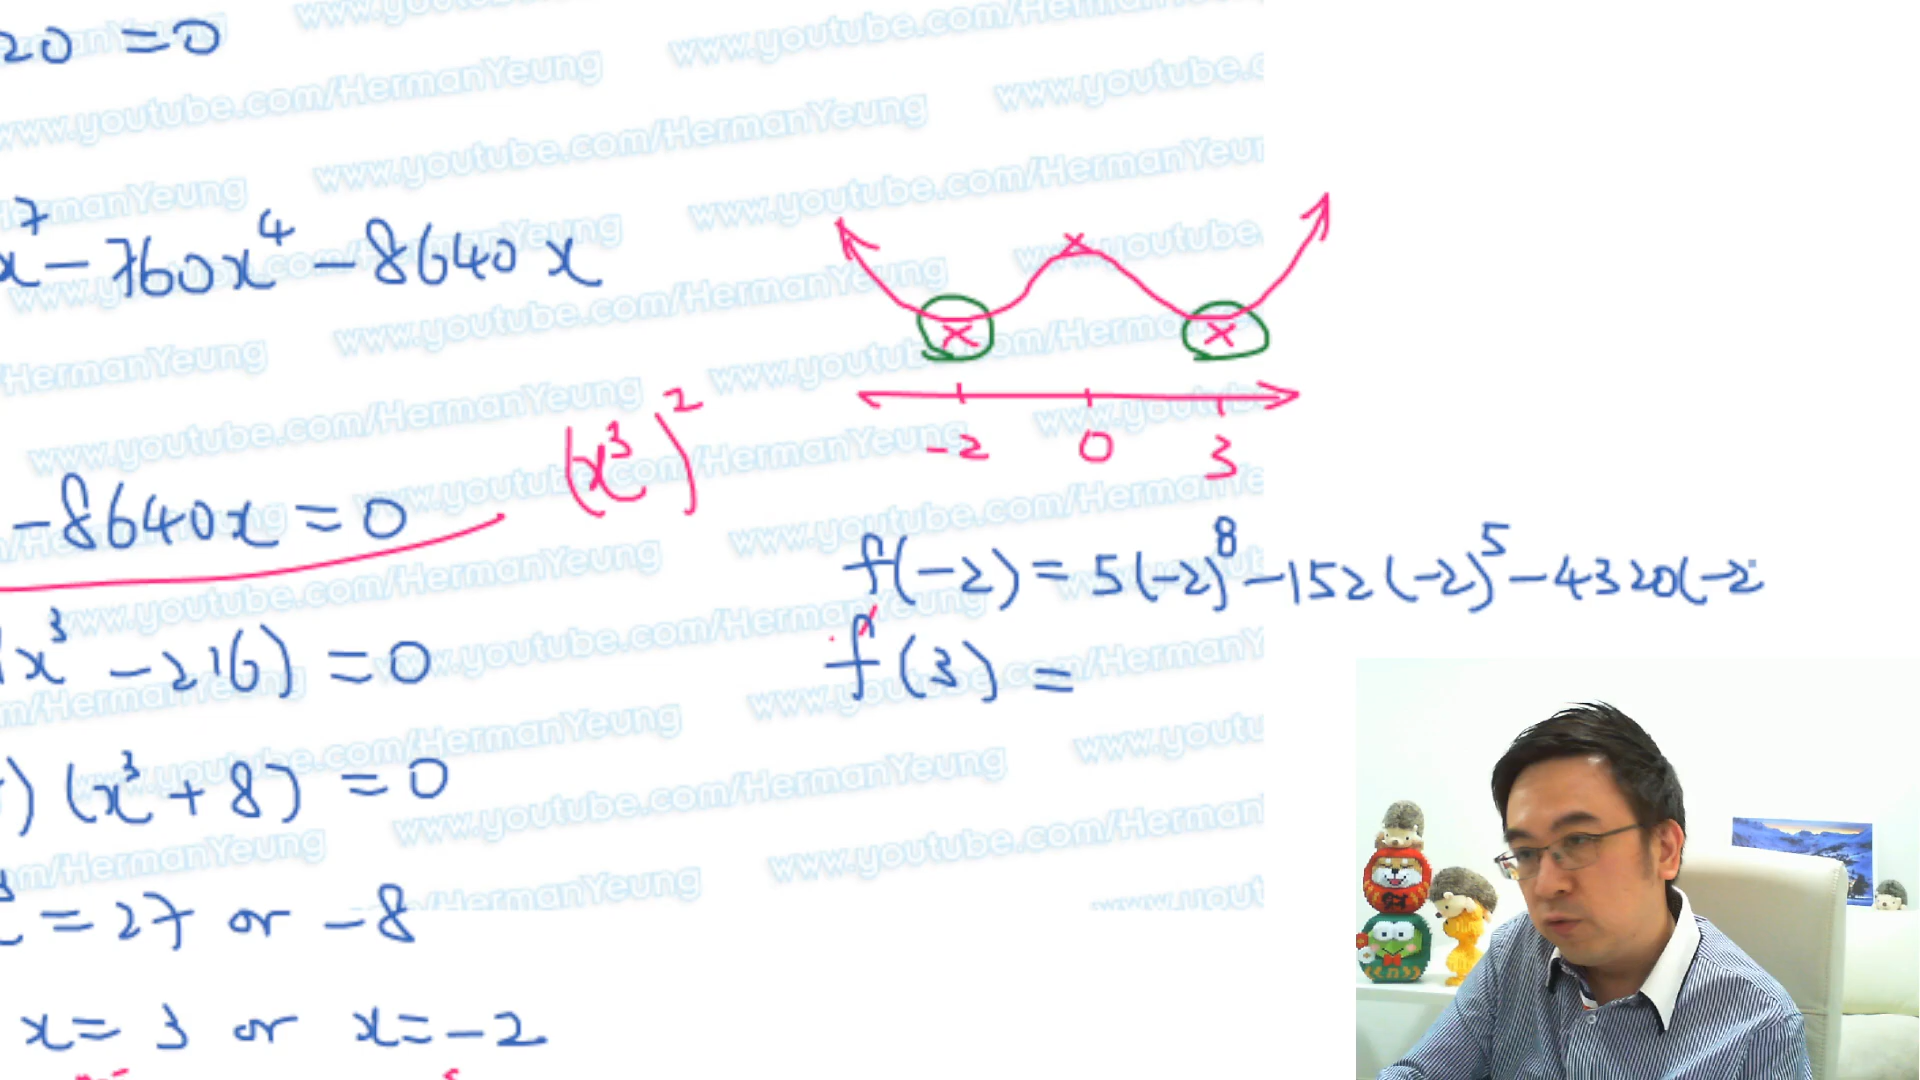 20 = 0
x⁷ - 760x⁴ - 8640x
- 8640x = 0
(x³)²
x³ - 216) = 0
) (x³ + 8) = 0
= 27 or -8
x = 3 or x = -2
-2 0 3
f(-2) = 5(-2)⁸ - 152(-2)⁵ - 4320(-2
f(3) =
www.youtube.com/HermanYeung